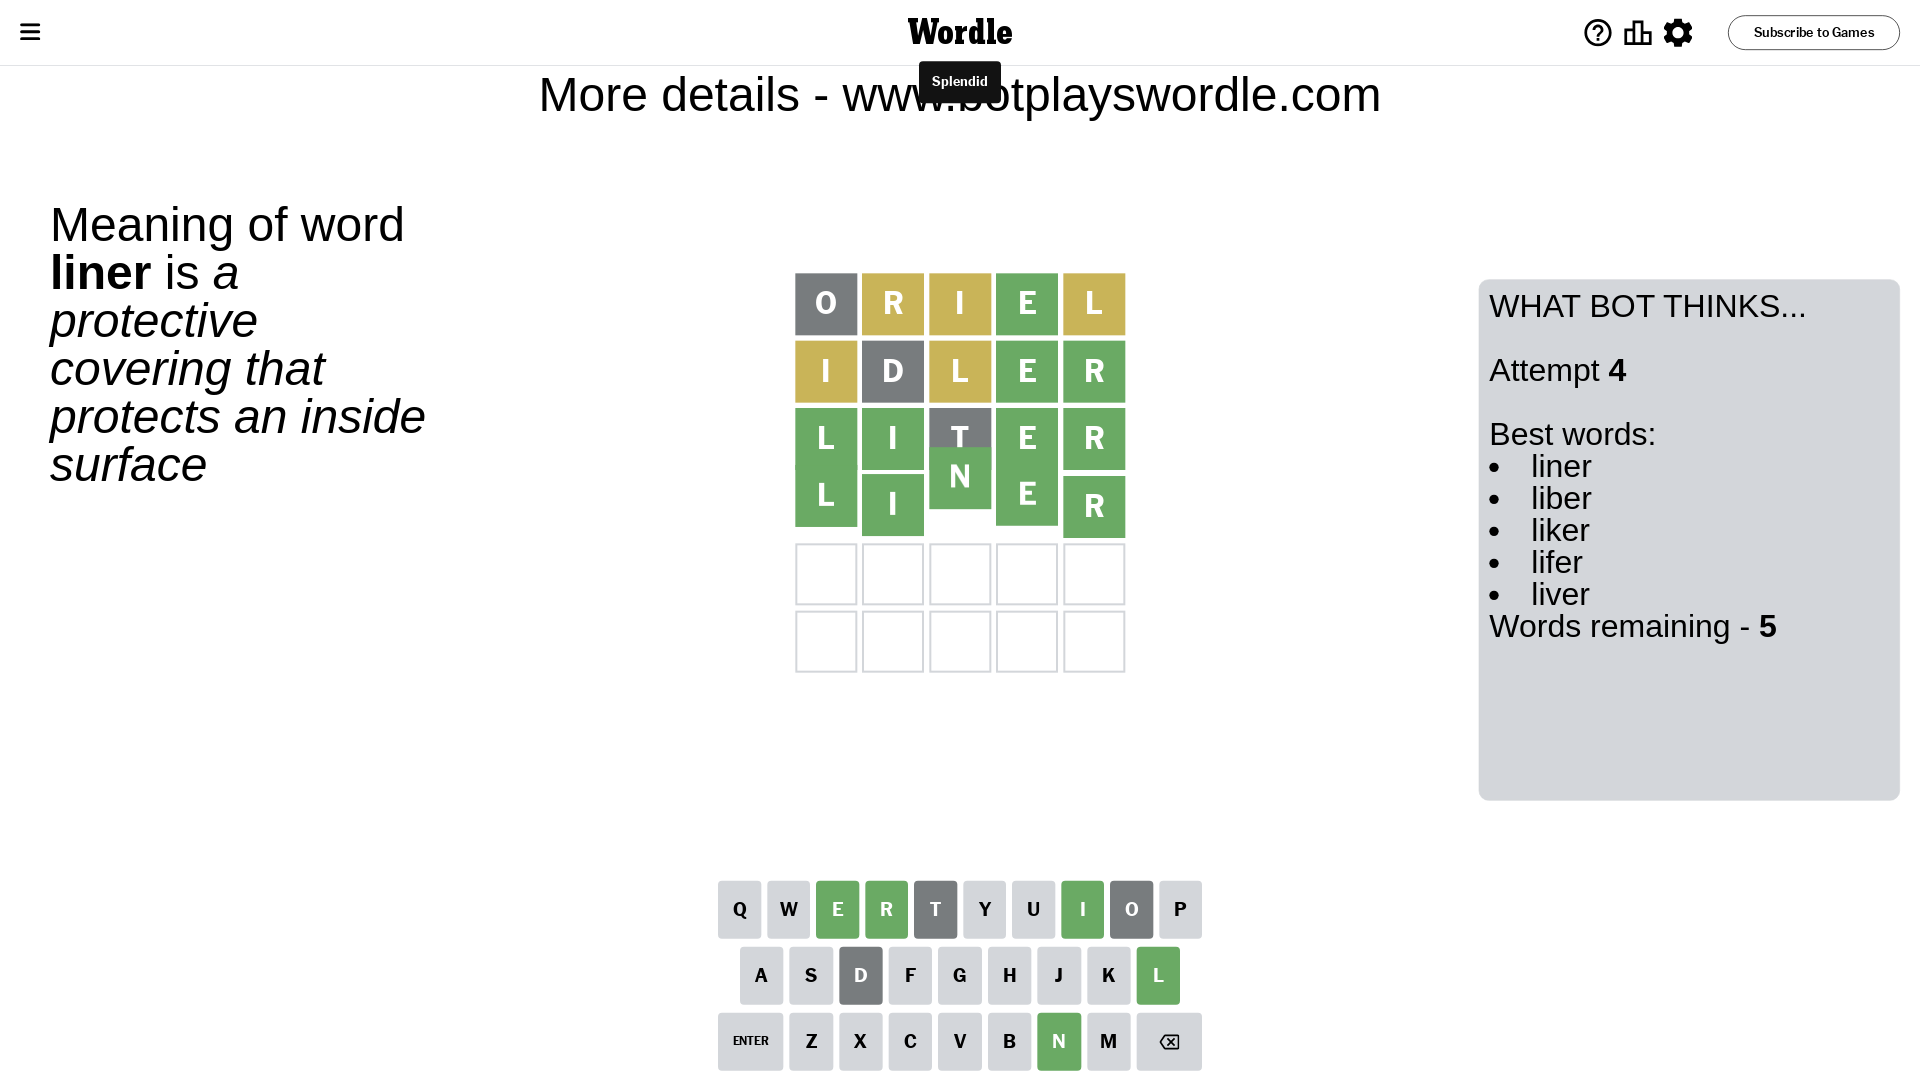 Wordle
Subscribe to Games
Splendid
More details - www.botplayswordle.com
Meaning of word
liner is a
protective
covering that
protects an inside
surface
O R I E L
I D L E R
L I T E R
L I N E R
WHAT BOT THINKS...
Attempt 4
Best words:
• liner
• liber
• liker
• lifer
• liver
Words remaining - 5
Q W E R T Y U I O P
A S D F G H J K L
ENTER Z X C V B N M